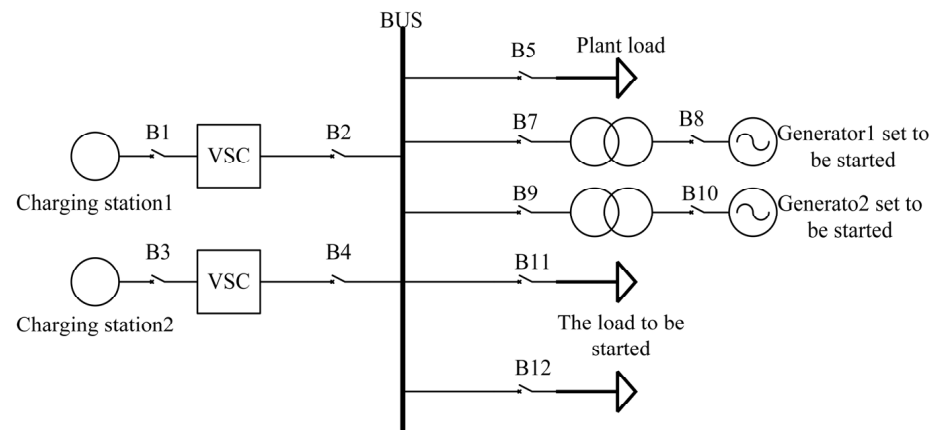 BUS
B5
Plant load
B7
B8
Generator1 set to
be started
B1
VSC
B2
Charging station1
B9
B10
Generato2 set to
be started
B3
VSC
B4
Charging station2
B11
The load to be
started
B12